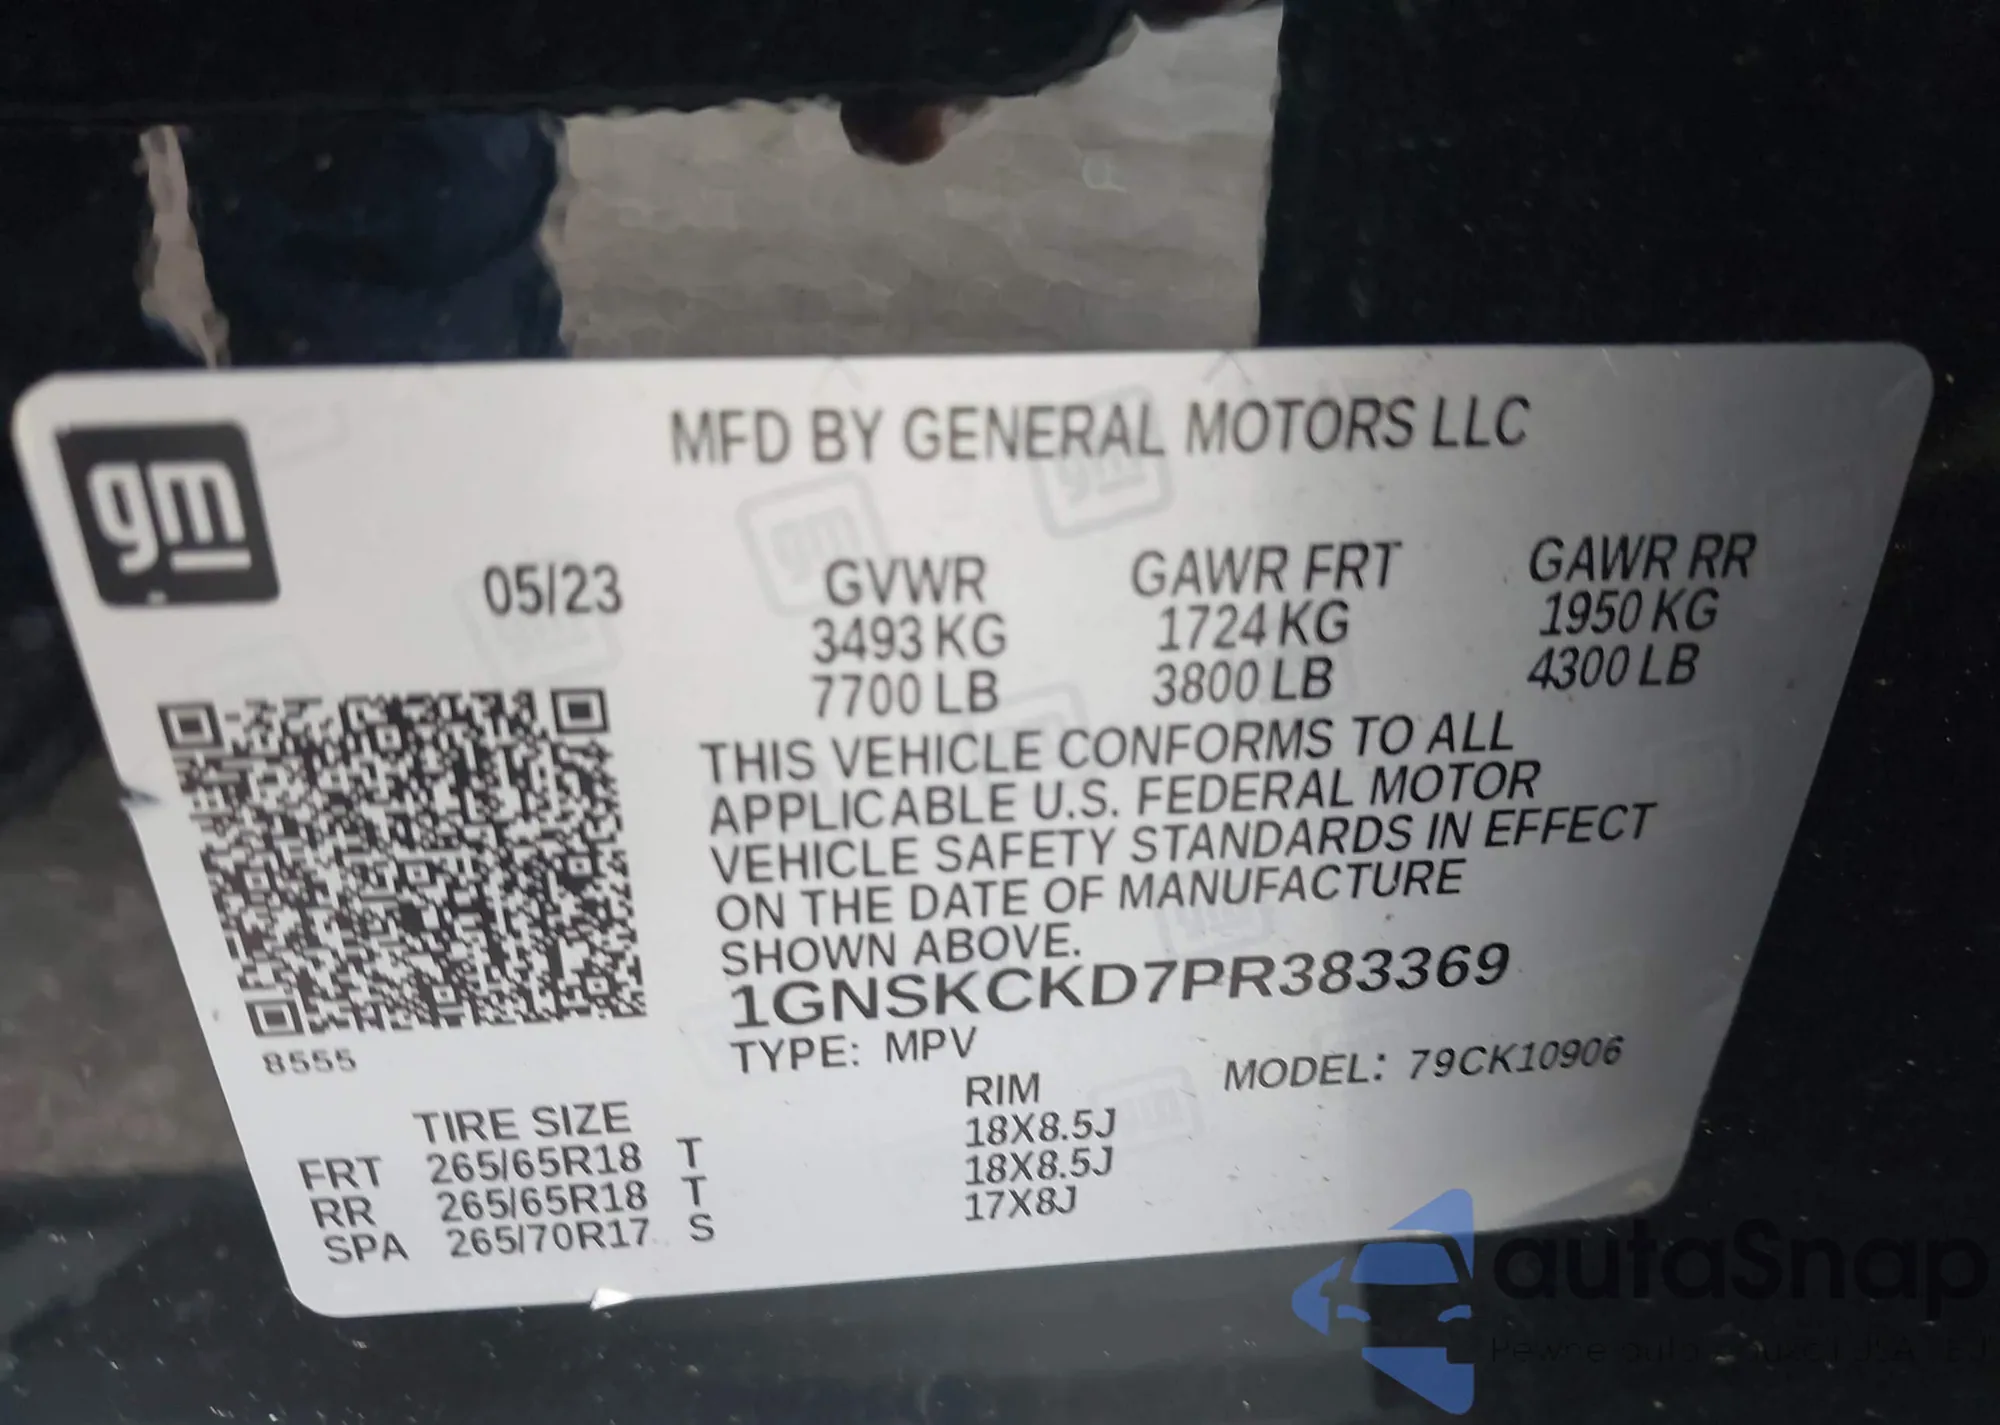 gm
MFD BY GENERAL MOTORS LLC
05/23 GVWR GAWR FRT GAWR RR
3493 KG 1724 KG 1950 KG
7700 LB 3800 LB 4300 LB
THIS VEHICLE CONFORMS TO ALL
APPLICABLE U.S. FEDERAL MOTOR
VEHICLE SAFETY STANDARDS IN EFFECT
ON THE DATE OF MANUFACTURE
SHOWN ABOVE.
1GNSKCKD7PR383369
8555
TYPE: MPV MODEL: 79CK10906
TIRE SIZE RIM
FRT 265/65R18 T 18X8.5J
RR 265/65R18 T 18X8.5J
SPA 265/70R17 S 17X8J
autaSnap
Pewne auto